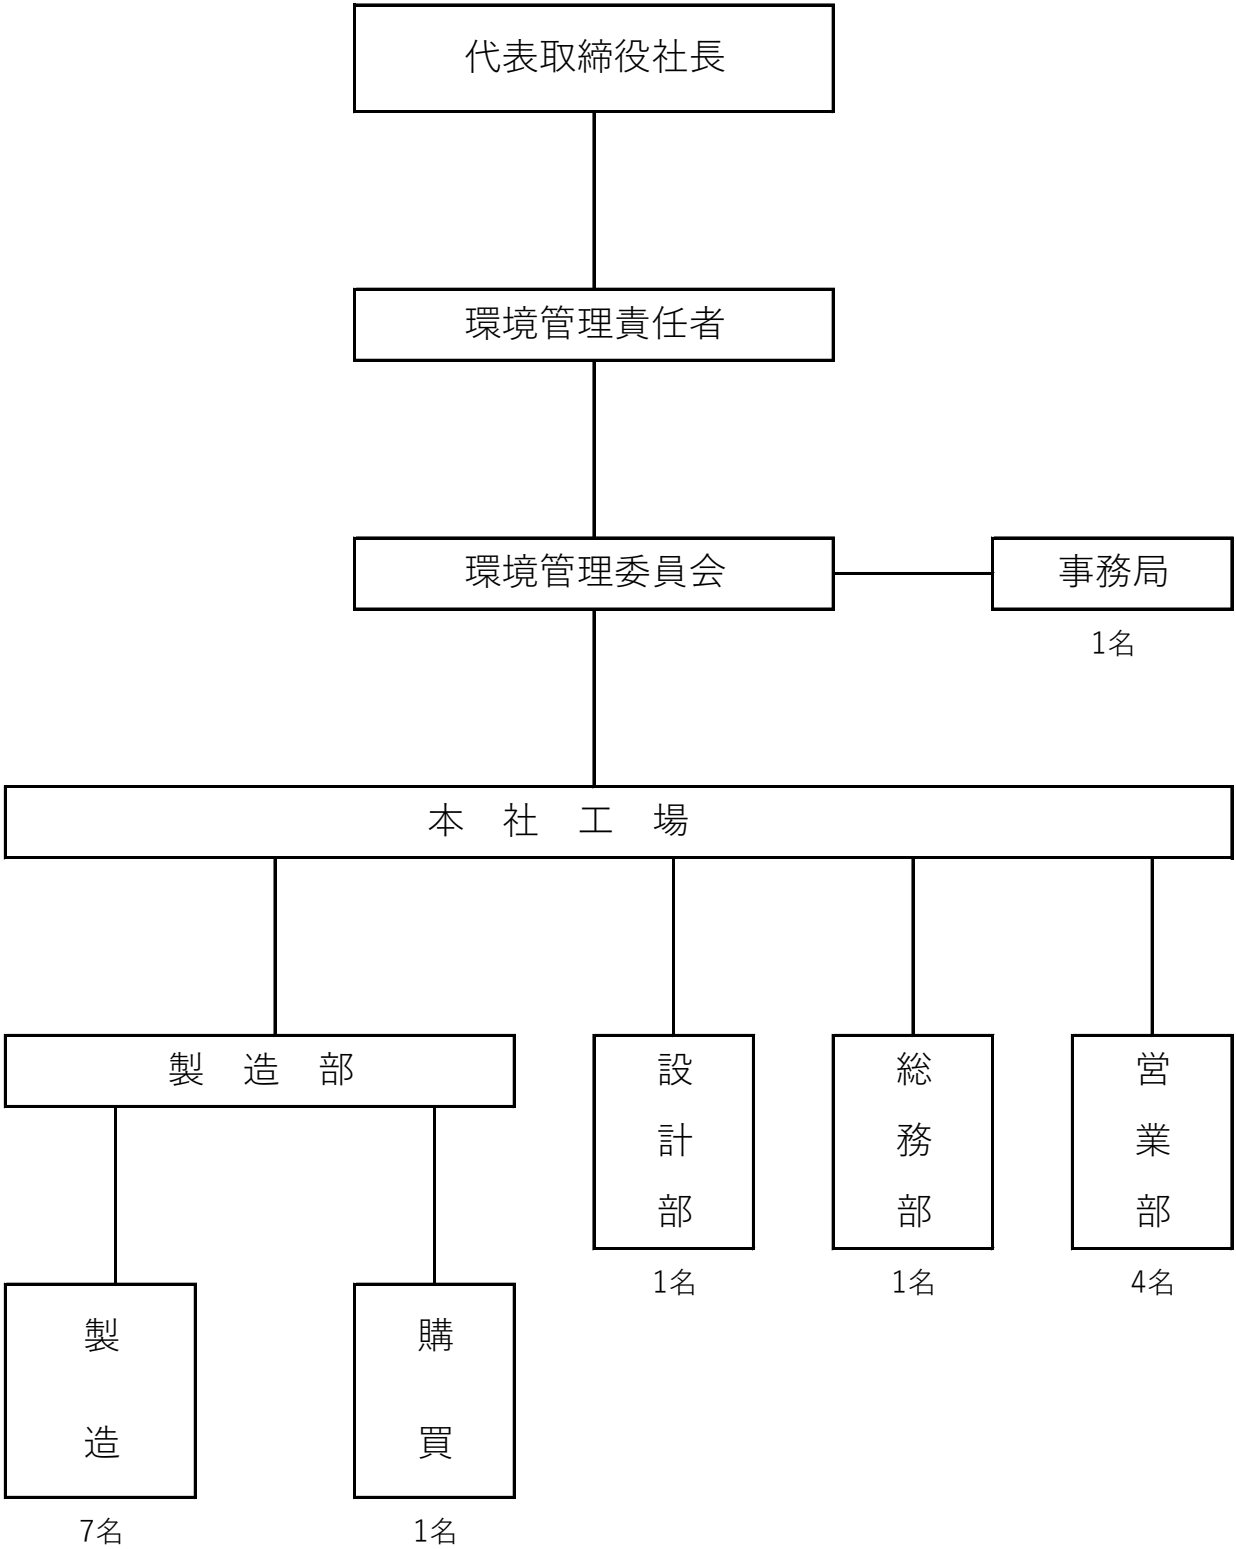 代表取締役社長
環境管理責任者
環境管理委員会
事務局
1名
本　社　工　場
製　造　部
設計部
総務部
営業部
1名
1名
4名
製造
購買
7名
1名